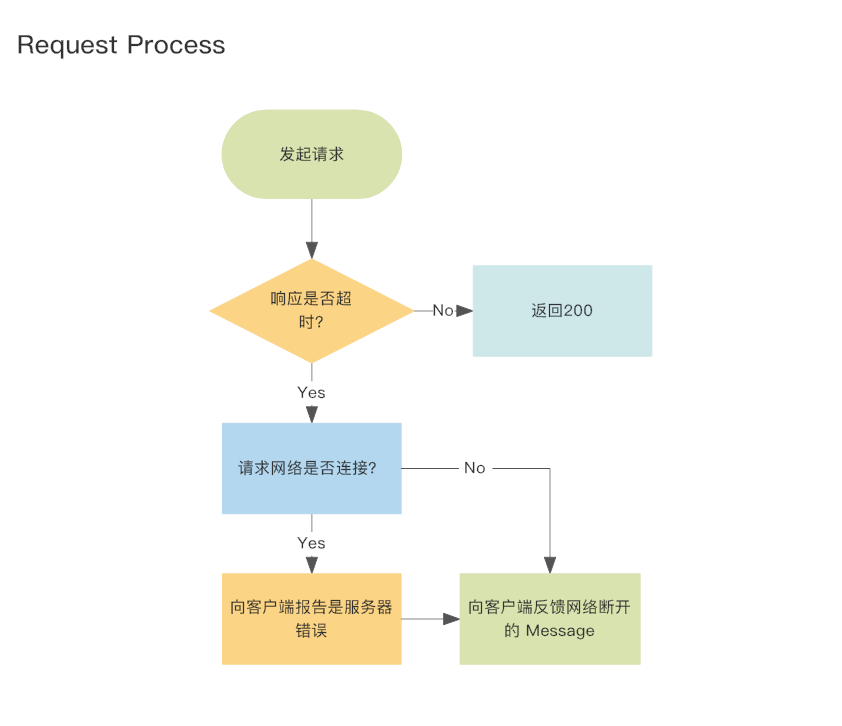 Request Process
发起请求
响应是否超
时?
No
返回200
Yes
请求网络是否连接?
No
Yes
向客户端报告是服务器
错误
向客户端反馈网络断开
的 Message